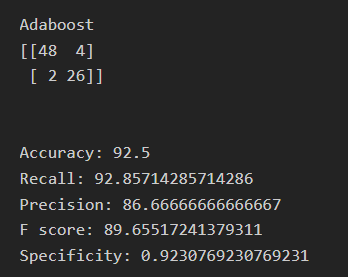 Adaboost
[[48  4]
 [ 2 26]]
Accuracy: 92.5
Recall: 92.85714285714286
Precision: 86.66666666666667
F score: 89.65517241379311
Specificity: 0.9230769230769231